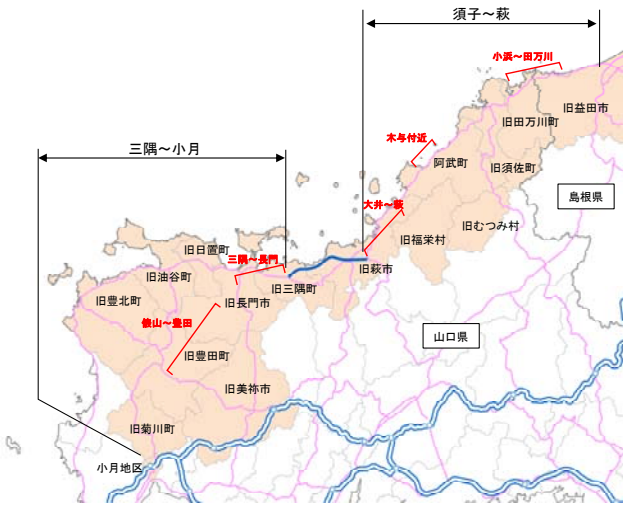 須子～萩
小浜～田万川
旧益田市
旧田万川町
木与付近
三隅～小月
阿武町
旧須佐町
島根県
大井～萩
旧むつみ村
旧福栄村
旧日置町
三隅～長門
旧萩市
旧油谷町
旧三隅町
旧豊北町
旧長門市
俵山～豊田
山口県
旧豊田町
旧美祢市
旧菊川町
小月地区